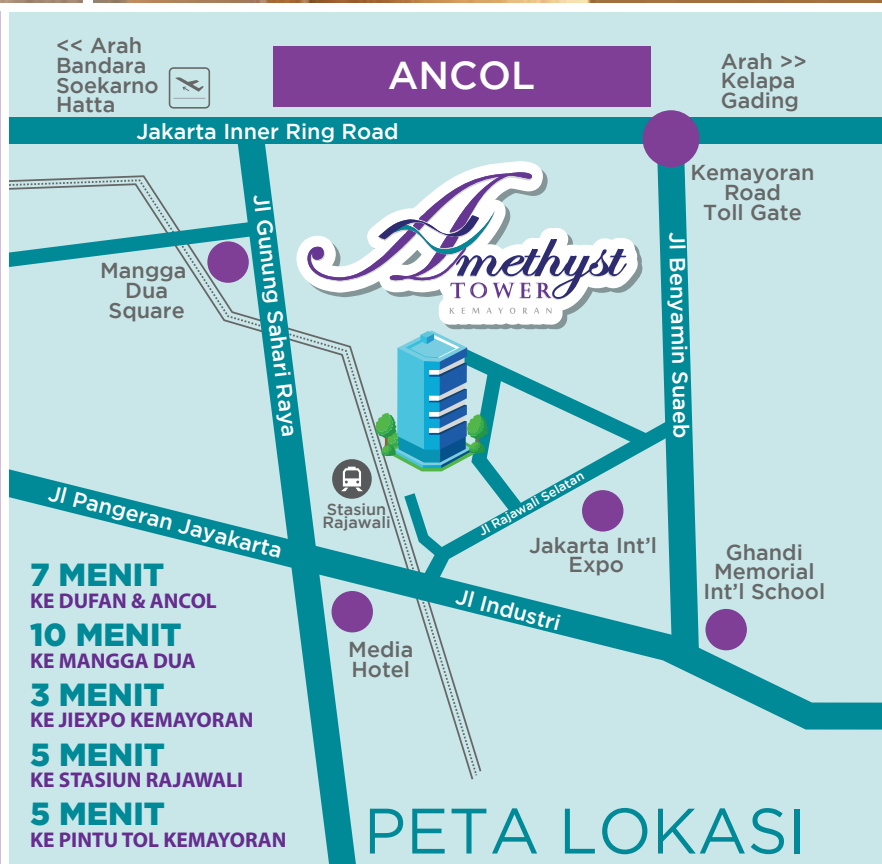 << Arah
Bandara
Soekarno
Hatta
ANCOL
Arah >>
Kelapa
Gading
Jakarta Inner Ring Road
Kemayoran
Road
Toll Gate
Jl Gunung Sahari Raya
Amethyst
TOWER
KEMAYORAN
Jl Benyamin Suaeb
Mangga
Dua
Square
Stasiun
Rajawali
Jl Rajawali Selatan
Jl Pangeran Jayakarta
Jakarta Int'l
Expo
Ghandi
Memorial
Int'l School
Jl Industri
Media
Hotel
7 MENIT
KE DUFAN & ANCOL
10 MENIT
KE MANGGA DUA
3 MENIT
KE JIEXPO KEMAYORAN
5 MENIT
KE STASIUN RAJAWALI
5 MENIT
KE PINTU TOL KEMAYORAN
PETA LOKASI